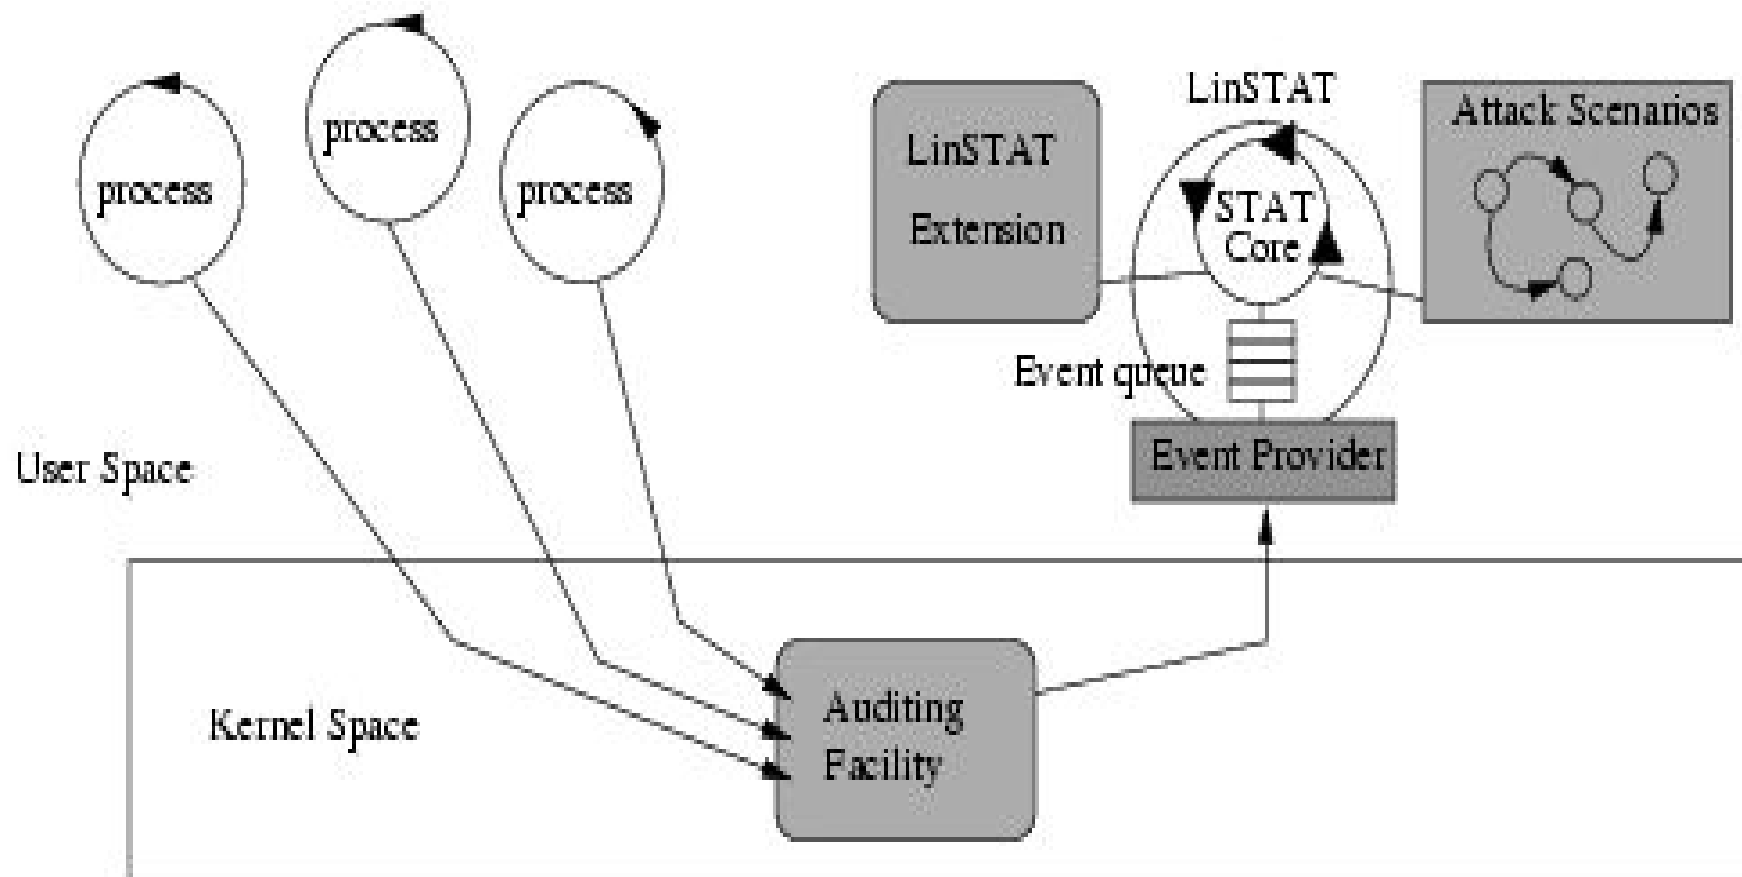 process
process
process
LinSTAT
Extension
LinSTAT
STAT
Core
Attack Scenarios
Event queue
Event Provider
User Space
Kernel Space
Auditing
Facility